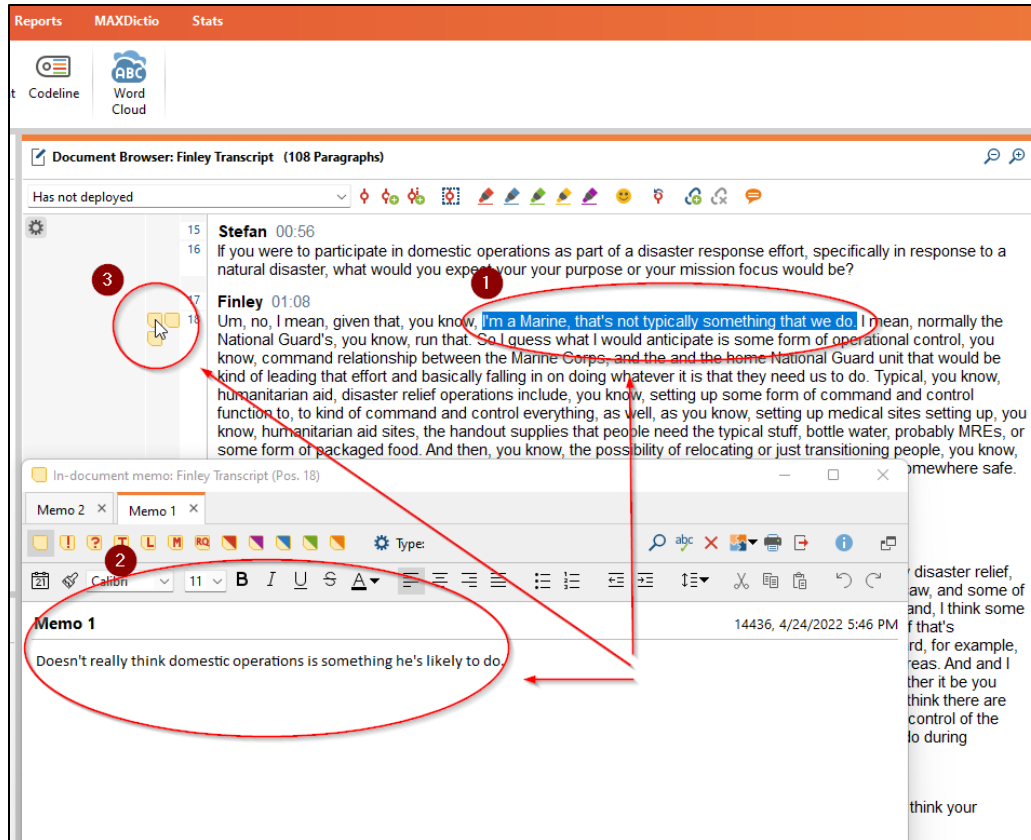 Reports MAXDictio Stats
t Codeline Word Cloud
Document Browser: Finley Transcript (108 Paragraphs)
Has not deployed
15 Stefan 00:56
16 If you were to participate in domestic operations as part of a disaster response effort, specifically in response to a
natural disaster, what would you expect your your purpose or your mission focus would be?
3
1
17 Finley 01:08
18 Um, no, I mean, given that, you know, I'm a Marine, that's not typically something that we do. I mean, normally the
National Guard's, you know, run that. So I guess what I would anticipate is some form of operational control, you
know, command relationship between the Marine Corps, and the and the home National Guard unit that would be
kind of leading that effort and basically falling in on doing whatever it is that they need us to do. Typical, you know,
humanitarian aid, disaster relief operations include, you know, setting up some form of command and control
function to, to kind of command and control everything, as well, as you know, setting up medical sites setting up, you
know, humanitarian aid sites, the handout supplies that people need the typical stuff, bottle water, probably MREs, or
some form of packaged food. And then, you know, the possibility of relocating or just transitioning people, you know,
omewhere safe.
In-document memo: Finley Transcript (Pos. 18)
Memo 2 Memo 1
! ? T L M RQ Type: abc
2
21 Calibri 11 B I U S A
Memo 1 14436, 4/24/2022 5:46 PM
Doesn't really think domestic operations is something he's likely to do.
disaster relief,
aw, and some of
and, I think some
f that's
rd, for example,
reas. And and I
ther it be you
think there are
control of the
do during
think your